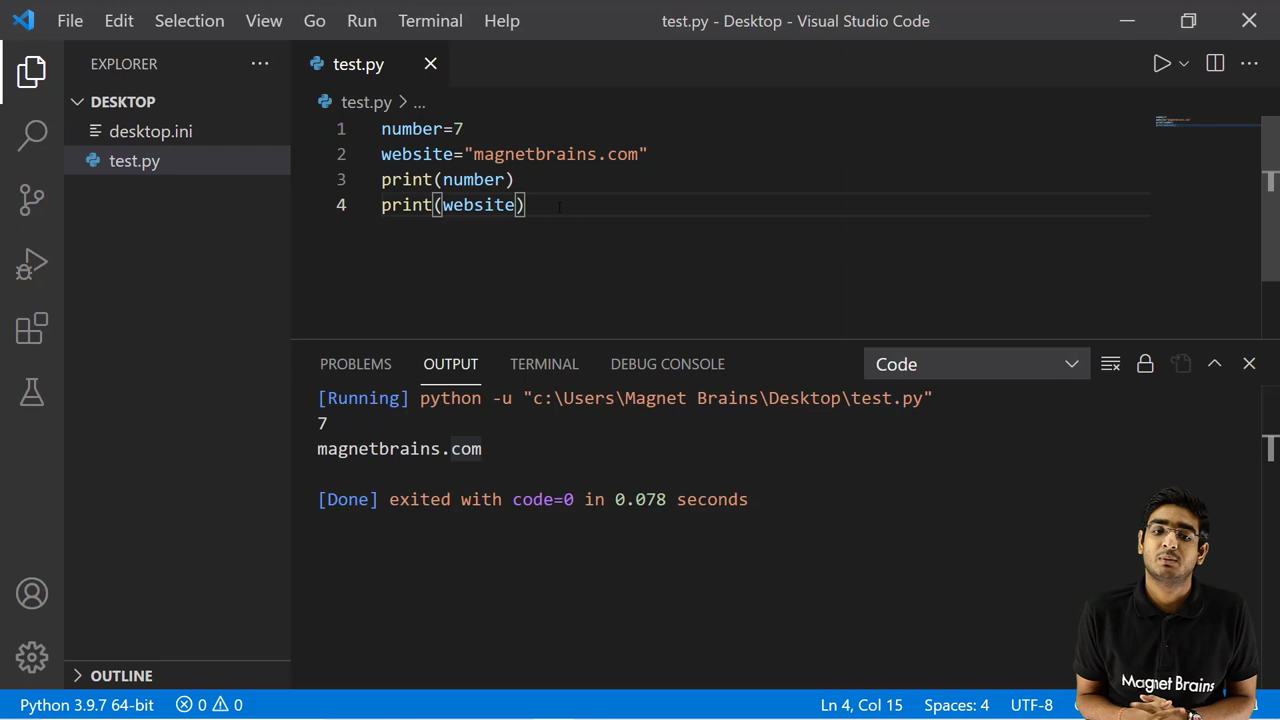 File Edit Selection View Go Run Terminal Help test.py - Desktop - Visual Studio Code
EXPLORER
DESKTOP
desktop.ini
test.py
test.py
test.py > ...
1 number=7
2 website="magnetbrains.com"
3 print(number)
4 print(website)
PROBLEMS OUTPUT TERMINAL DEBUG CONSOLE Code
[Running] python -u "c:\Users\Magnet Brains\Desktop\test.py"
7
magnetbrains.com
[Done] exited with code=0 in 0.078 seconds
OUTLINE
Magnet Brains
Python 3.9.7 64-bit 0 0 Ln 4, Col 15 Spaces: 4 UTF-8